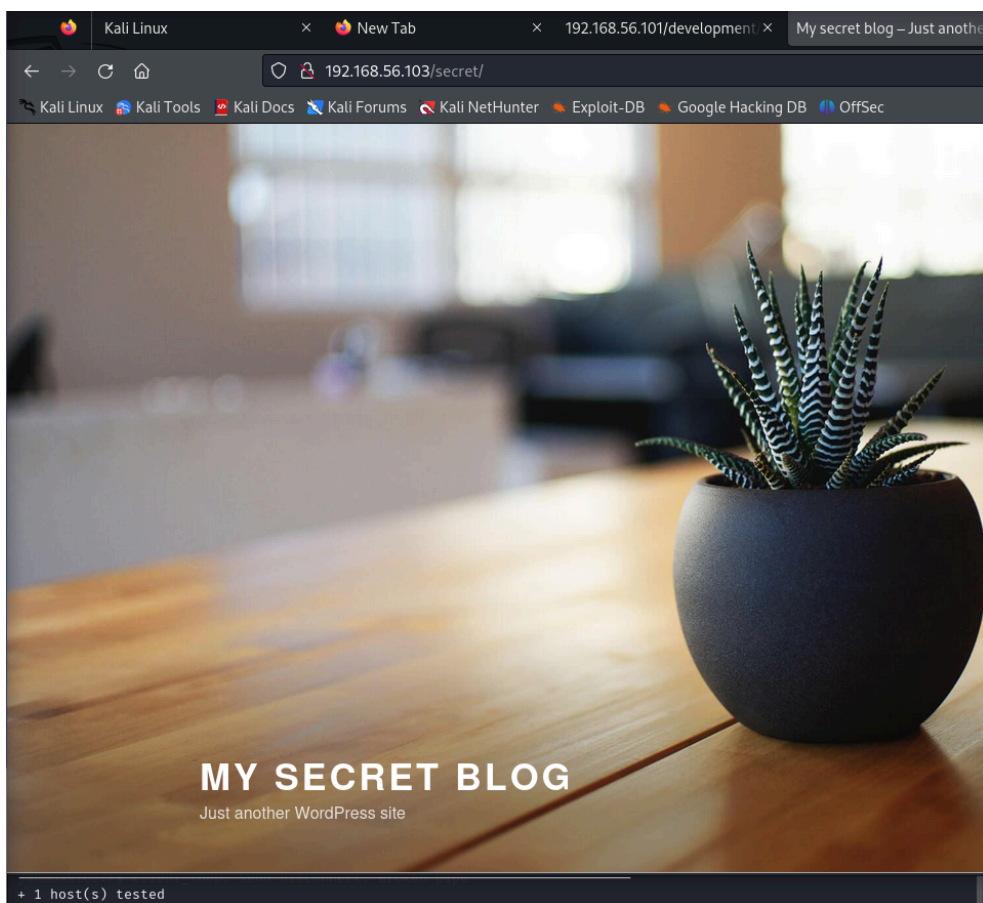 Kali Linux
New Tab
192.168.56.101/development
My secret blog – Just anothe
192.168.56.103/secret/
Kali Linux Kali Tools Kali Docs Kali Forums Kali NetHunter Exploit-DB Google Hacking DB OffSec
MY SECRET BLOG
Just another WordPress site
+ 1 host(s) tested